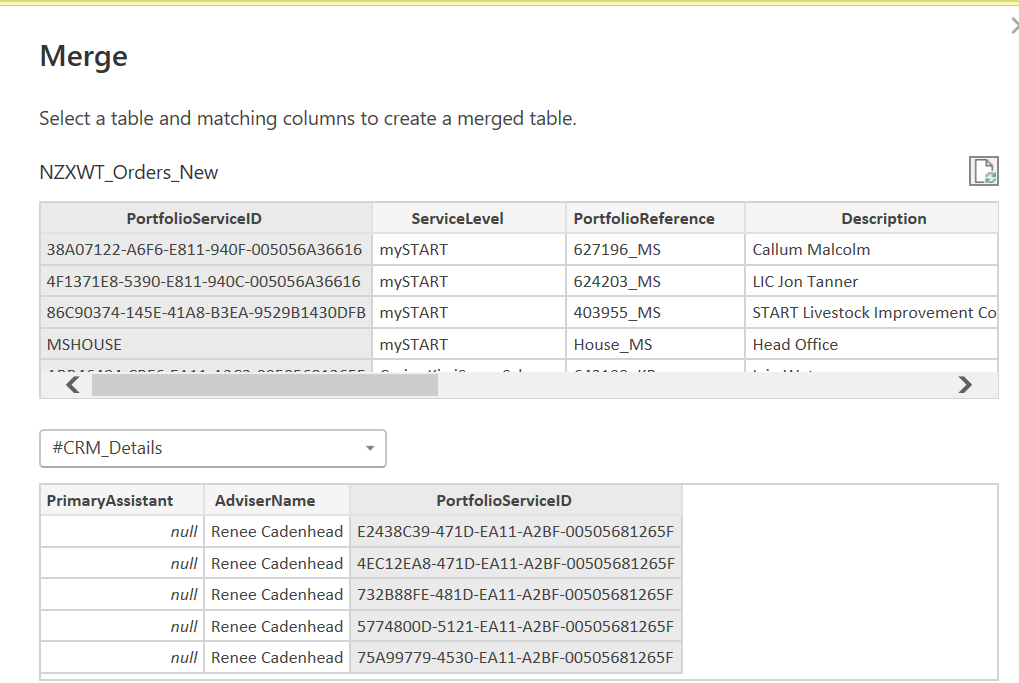 Merge
Select a table and matching columns to create a merged table.
NZXWT_Orders_New
PortfolioServiceID ServiceLevel PortfolioReference Description
38A07122-A6F6-E811-940F-005056A36616 mySTART 627196_MS Callum Malcolm
4F1371E8-5390-E811-940C-005056A36616 mySTART 624203_MS LIC Jon Tanner
86C90374-145E-41A8-B3EA-9529B1430DFB mySTART 403955_MS START Livestock Improvement Co
MSHOUSE mySTART House_MS Head Office
#CRM_Details
PrimaryAssistant AdviserName PortfolioServiceID
null Renee Cadenhead E2438C39-471D-EA11-A2BF-00505681265F
null Renee Cadenhead 4EC12EA8-471D-EA11-A2BF-00505681265F
null Renee Cadenhead 732B88FE-481D-EA11-A2BF-00505681265F
null Renee Cadenhead 5774800D-5121-EA11-A2BF-00505681265F
null Renee Cadenhead 75A99779-4530-EA11-A2BF-00505681265F